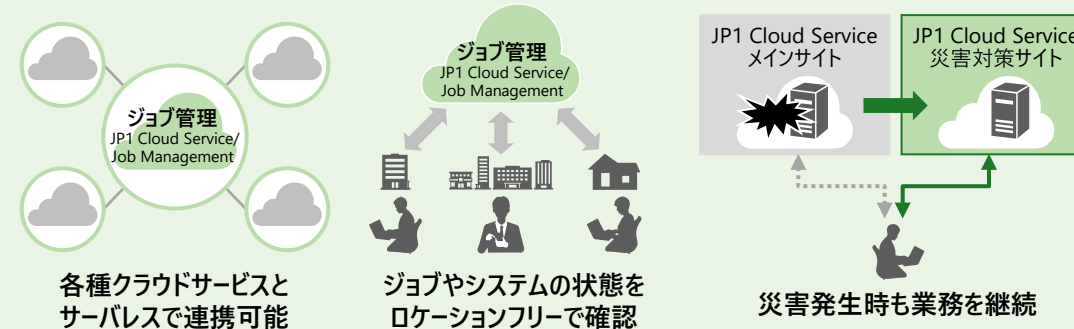 ジョブ管理
JP1 Cloud Service/
Job Management
各種クラウドサービスと
サーバレスで連携可能
ジョブ管理
JP1 Cloud Service/
Job Management
ジョブやシステムの状態を
ロケーションフリーで確認
JP1 Cloud Service
メインサイト
JP1 Cloud Service
災害対策サイト
災害発生時も業務を継続